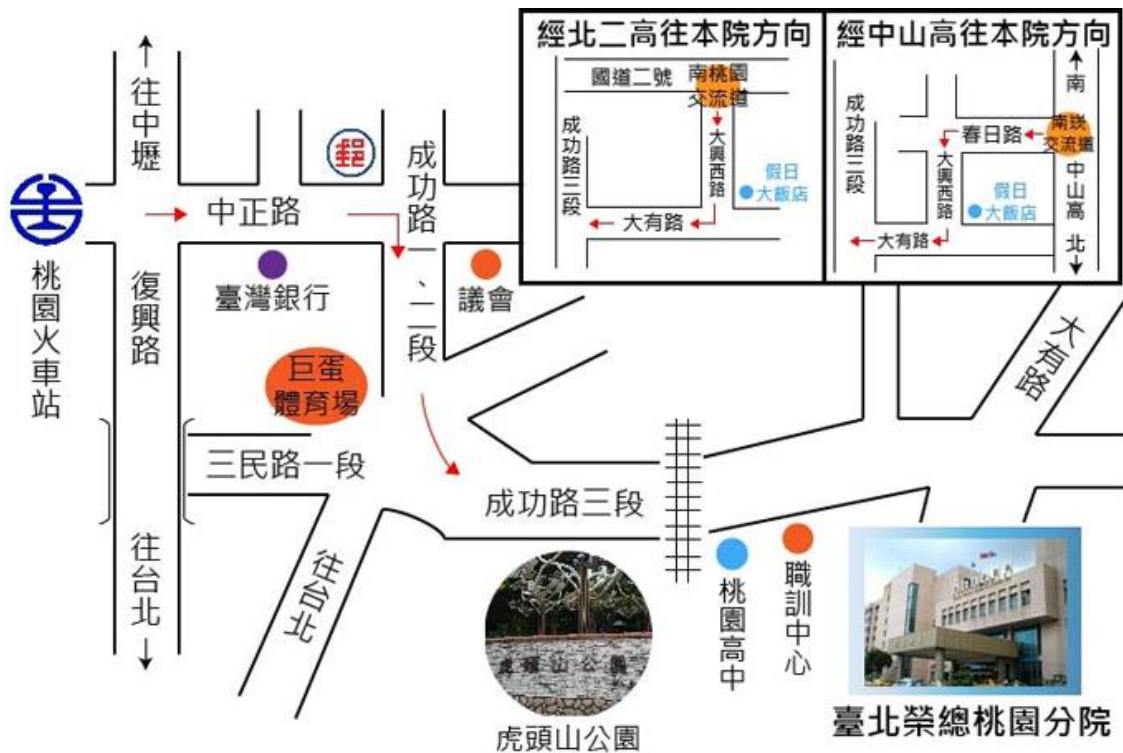 經北二高往本院方向
國道二號
南桃園
交流道
成功路三段
大興西路
假日
大飯店
大有路
經中山高往本院方向
南
成功路三段
春日路
南崁
交流道
大興西路
假日
大飯店
中山高
大有路
北
往中壢
郵
成功路一、二段
中正路
桃園火車站
復興路
臺灣銀行
議會
巨蛋
體育場
大有路
三民路一段
成功路三段
往台北
往台北
虎頭山公園
虎頭山公園
桃園高中
職訓中心
臺北榮總桃園分院